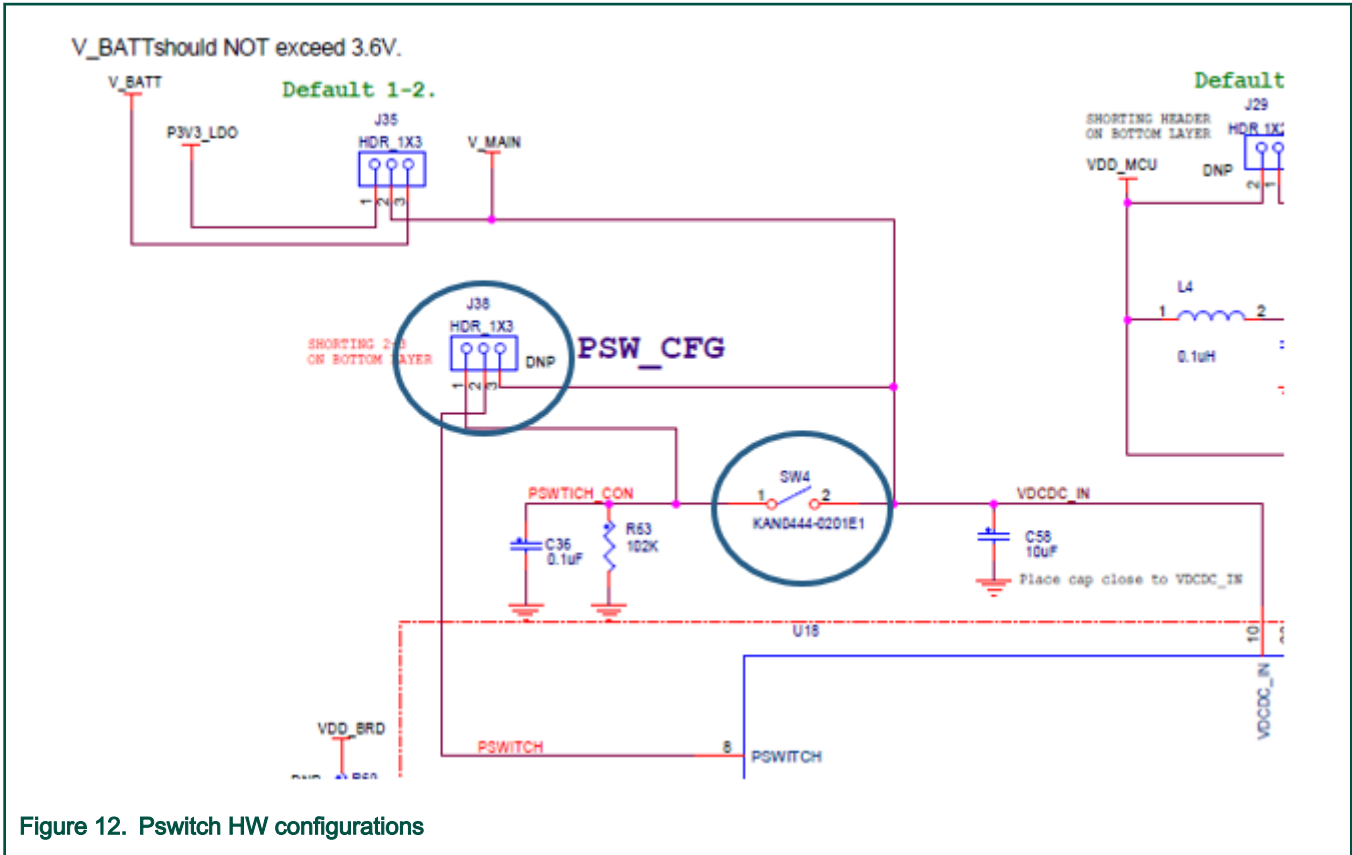 V_BATTshould NOT exceed 3.6V.
V_BATT
Default 1-2.
P3V3_LDO
J35
HDR_1X3
V_MAIN
1
2
3
Default
J29
SHORTING HEADER
ON BOTTOM LAYER
VDD_MCU
DNP
2
1
J38
HDR_1X3
SHORTING
ON BOTTOM
DNP
PSW_CFG
1
2
3
L4
1
2
0.1uH
PSWTICH_CON
SW4
1
2
KAN0444-0201E1
VDCDC_IN
C36
0.1uF
R63
102K
C58
10uF
Place cap close to VDCDC_IN
U18
10
VDCDC_IN
VDD_BRD
PSWITCH
8
PSWITCH
Figure 12. Pswitch HW configurations